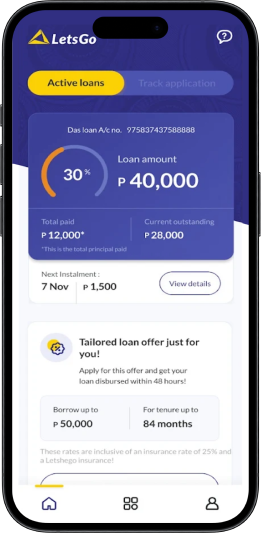 LetsGo
Active loans
Track application
Das loan A/c no. 975837437588888
30 %
Loan amount
P 40,000
Total paid
P 12,000*
Current outstanding
P 28,000
*This is the total principal paid
Next Instalment :
7 Nov P 1,500
View details
Tailored loan offer just for
you!
Apply for this offer and get your
loan disbursed within 48 hours!
Borrow up to
P 50,000
For tenure up to
84 months
These rates are inclusive of an insurance rate of 25% and
a Letshego insurance!